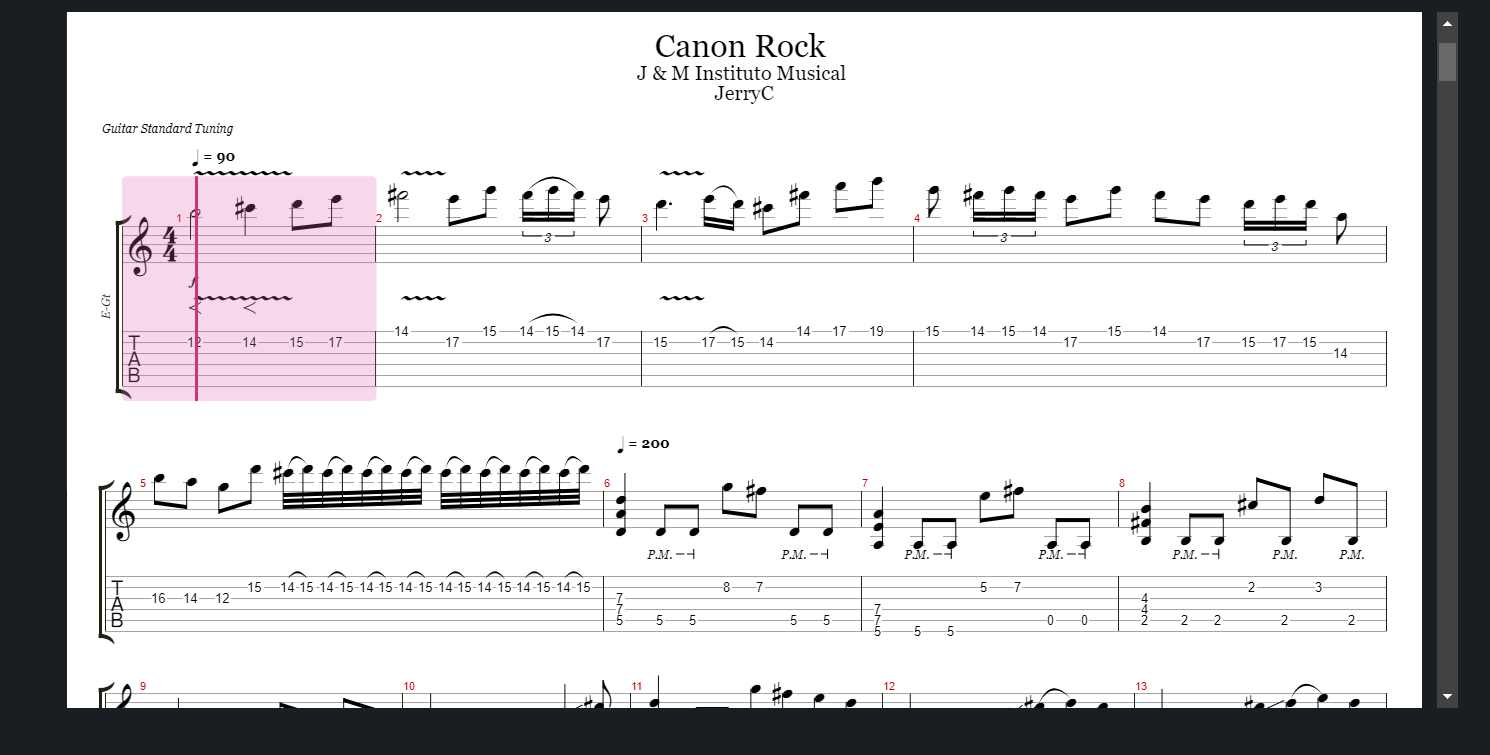 Canon Rock
J & M Instituto Musical
JerryC
Guitar Standard Tuning
= 90
1 2 3 4
4
4
3 3 3
f
E-Gt
14 15 14 15 14 14 17 19 15 14 15 14 15 14
T 12 14 15 17 17 17 15 17 15 14 17 17 15 17 15
A 14
B
= 200
5 6 7 8
P.M. P.M. P.M. P.M. P.M. P.M. P.M.
T 15 14 15 14 15 14 15 14 15 14 15 14 15 14 15 14 15 8 7 5 7 2 3
A 16 14 12 7 4
7 7 4
B 5 5 5 5 5 7 0 0 2 2 2 2 2
5 5 5
9 10 11 12 13